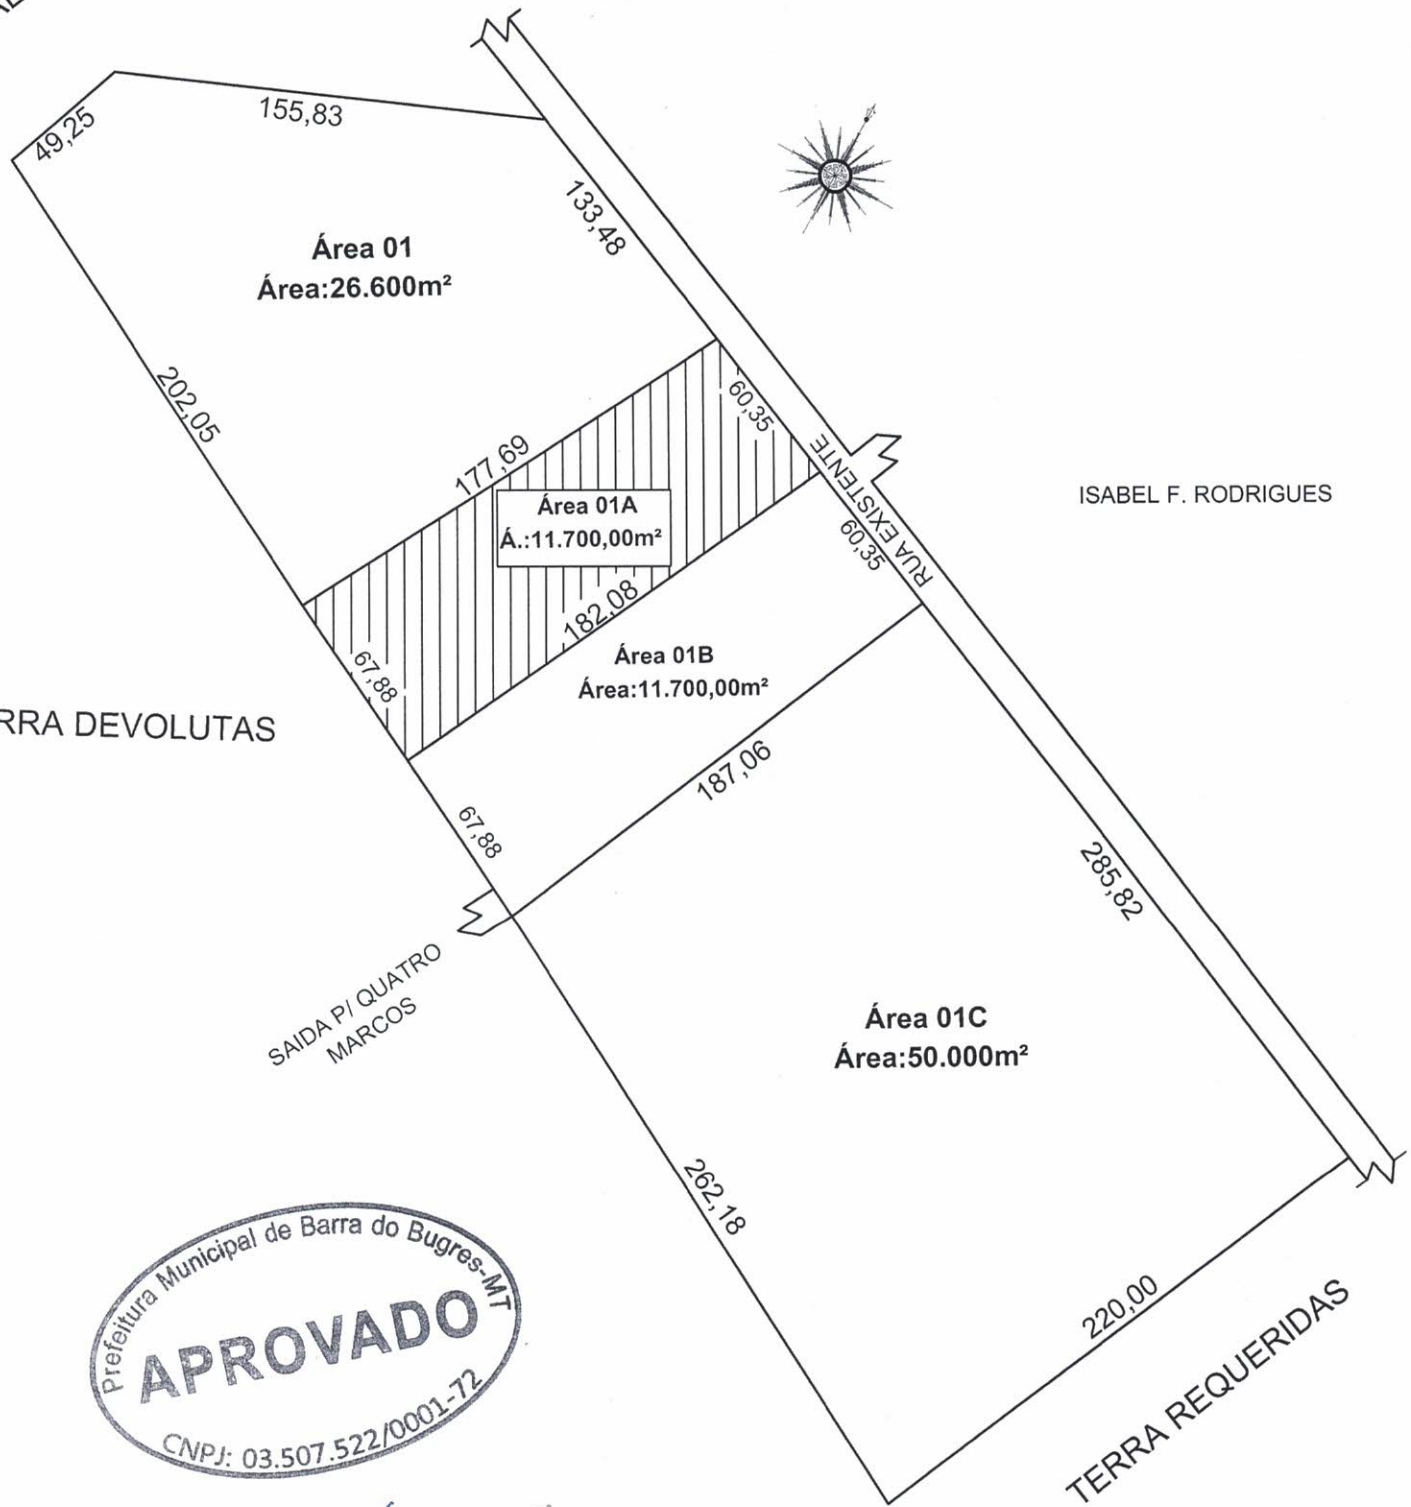 155,83
49,25
133,48
Área 01
Área:26.600m²
202,05
177,69
60,35
Área 01A
Á.:11.700,00m²
RUA EXISTENTE
ISABEL F. RODRIGUES
60,35
182,08
67,88
Área 01B
Área:11.700,00m²
RRA DEVOLUTAS
187,06
67,88
285,82
SAIDA P/ QUATRO
MARCOS
Área 01C
Área:50.000m²
262,18
220,00
TERRA REQUERIDAS
Prefeitura Municipal de Barra do Bugres-MT
APROVADO
CNPJ: 03.507.522/0001-72